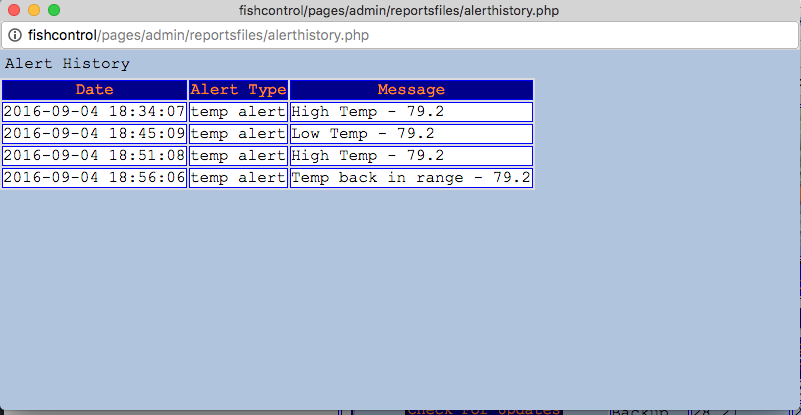 fishcontrol/pages/admin/reportsfiles/alerthistory.php
fishcontrol/pages/admin/reportsfiles/alerthistory.php
Alert History
Date Alert Type Message
2016-09-04 18:34:07 temp alert High Temp - 79.2
2016-09-04 18:45:09 temp alert Low Temp - 79.2
2016-09-04 18:51:08 temp alert High Temp - 79.2
2016-09-04 18:56:06 temp alert Temp back in range - 79.2
Check for Updates